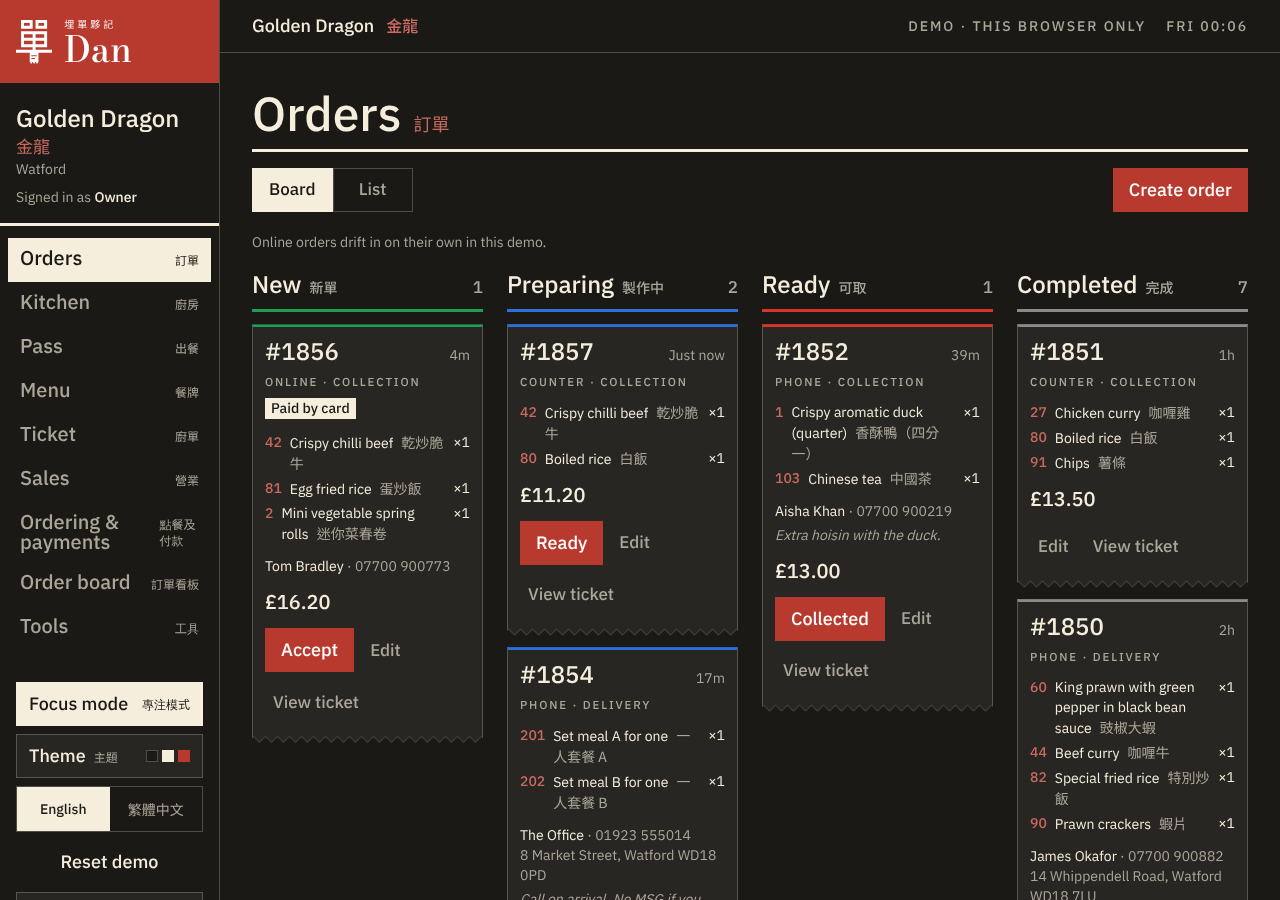 單
埋單夥記
Dan
Golden Dragon
金龍
Watford
Signed in as Owner
Orders 訂單
Kitchen 廚房
Pass 出餐
Menu 餐牌
Ticket 廚單
Sales 營業
Ordering & payments 點餐及付款
Order board 訂單看板
Tools 工具
Focus mode 專注模式
Theme 主題
English 繁體中文
Reset demo
Golden Dragon 金龍
DEMO · THIS BROWSER ONLY FRI 00:06
Orders 訂單
Board List
Create order
Online orders drift in on their own in this demo.
New 新單 1
#1856 4m
ONLINE · COLLECTION
Paid by card
42 Crispy chilli beef 乾炒脆 ×1
牛
81 Egg fried rice 蛋炒飯 ×1
2 Mini vegetable spring ×1
rolls 迷你菜春卷
Tom Bradley · 07700 900773
£16.20
Accept Edit
View ticket
Preparing 製作中 2
#1857 Just now
COUNTER · COLLECTION
42 Crispy chilli beef 乾炒脆 ×1
牛
80 Boiled rice 白飯 ×1
£11.20
Ready Edit
View ticket
#1854 17m
PHONE · DELIVERY
201 Set meal A for one 一 ×1
人套餐 A
202 Set meal B for one 一 ×1
人套餐 B
The Office · 01923 555014
8 Market Street, Watford WD18
0PD
Call on arrival. No MSG if you
Ready 可取 1
#1852 39m
PHONE · COLLECTION
1 Crispy aromatic duck ×1
(quarter) 香酥鴨（四分
一）
103 Chinese tea 中國茶 ×1
Aisha Khan · 07700 900219
Extra hoisin with the duck.
£13.00
Collected Edit
View ticket
Completed 完成 7
#1851 1h
COUNTER · COLLECTION
27 Chicken curry 咖喱雞 ×1
80 Boiled rice 白飯 ×1
91 Chips 薯條 ×1
£13.50
Edit View ticket
#1850 2h
PHONE · DELIVERY
60 King prawn with green ×1
pepper in black bean
sauce 豉椒大蝦
44 Beef curry 咖喱牛 ×1
82 Special fried rice 特別炒 ×1
飯
90 Prawn crackers 蝦片 ×1
James Okafor · 07700 900882
14 Whippendell Road, Watford
WD18 7LU